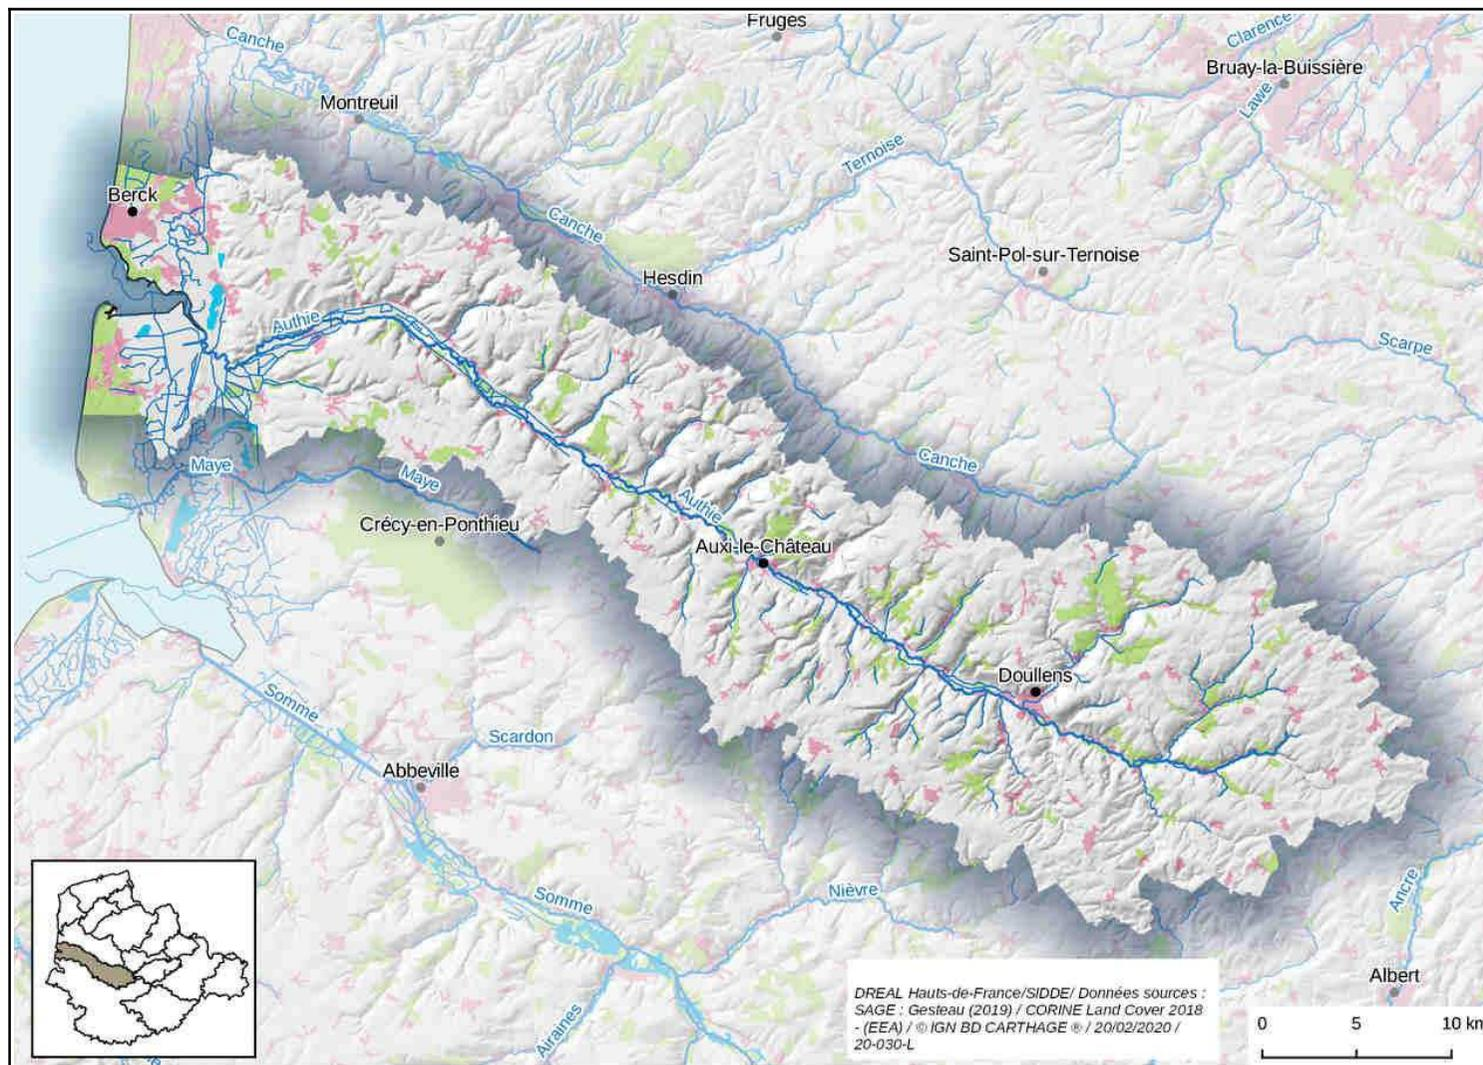 Fruges
Clarence
Canche
Bruay-la-Buissière
Montreuil
Lawe
Ternoise
Berck
Canche
Saint-Pol-sur-Ternoise
Hesdin
Authie
Scarpe
Maye
Canche
Maye
Authie
Crécy-en-Ponthieu
Auxi-le-Château
Doullens
Somme
Scardon
Abbeville
Ancre
Nièvre
Somme
Albert
DREAL Hauts-de-France/SIDDE/ Données sources :
SAGE : Gesteau (2019) / CORINE Land Cover 2018
- (EEA) / © IGN BD CARTHAGE ® / 20/02/2020 /
20-030-L
Airaines
0 5 10 km